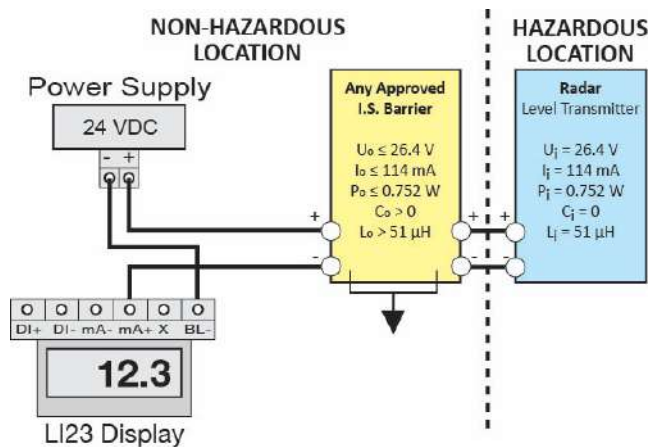 NON-HAZARDOUS
LOCATION
HAZARDOUS
LOCATION
Power Supply
24 VDC
- +
Any Approved
I.S. Barrier
Uₒ ≤ 26.4 V
Iₒ ≤ 114 mA
Pₒ ≤ 0.752 W
Cₒ > 0
Lₒ > 51 µH
Radar
Level Transmitter
Uᵢ = 26.4 V
Iᵢ = 114 mA
Pᵢ = 0.752 W
Cᵢ = 0
Lᵢ = 51 µH
+ + +
- - -
DI+ DI- mA- mA+ X BL-
12.3
LI23 Display